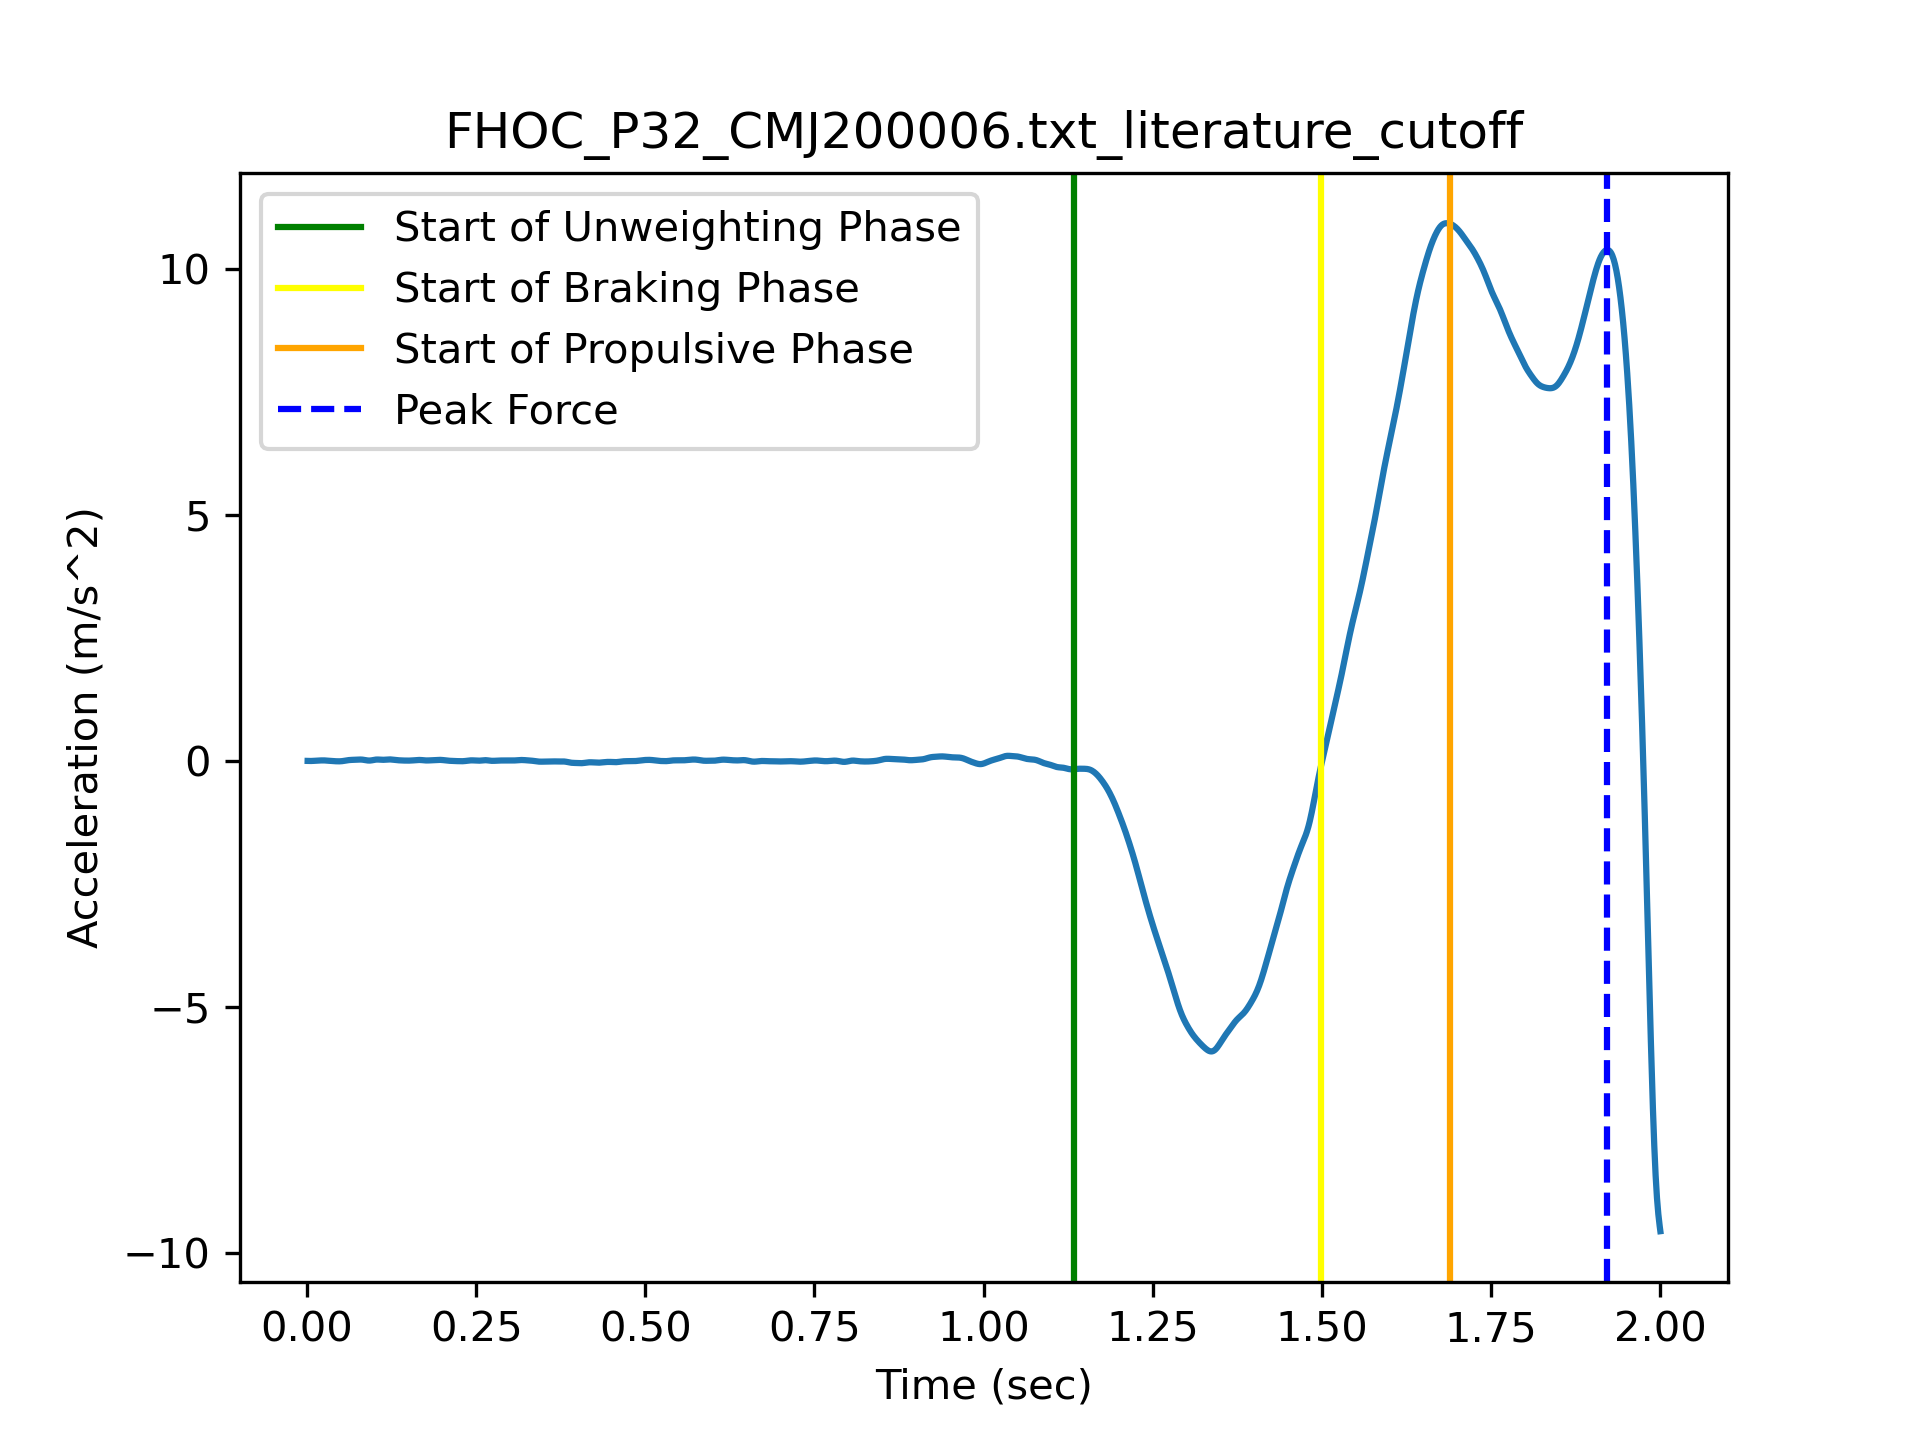 FHOC_P32_CMJ200006.txt_literature_cutoff
Start of Unweighting Phase
Start of Braking Phase
Start of Propulsive Phase
Peak Force
10
5
0
−5
−10
Acceleration (m/s^2)
0.00 0.25 0.50 0.75 1.00 1.25 1.50 1.75 2.00
Time (sec)